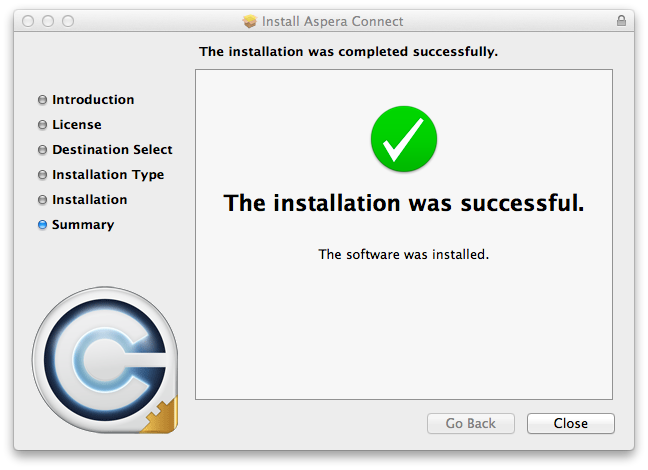 Install Aspera Connect
The installation was completed successfully.
Introduction
License
Destination Select
Installation Type
Installation
Summary
The installation was successful.
The software was installed.
Go Back
Close